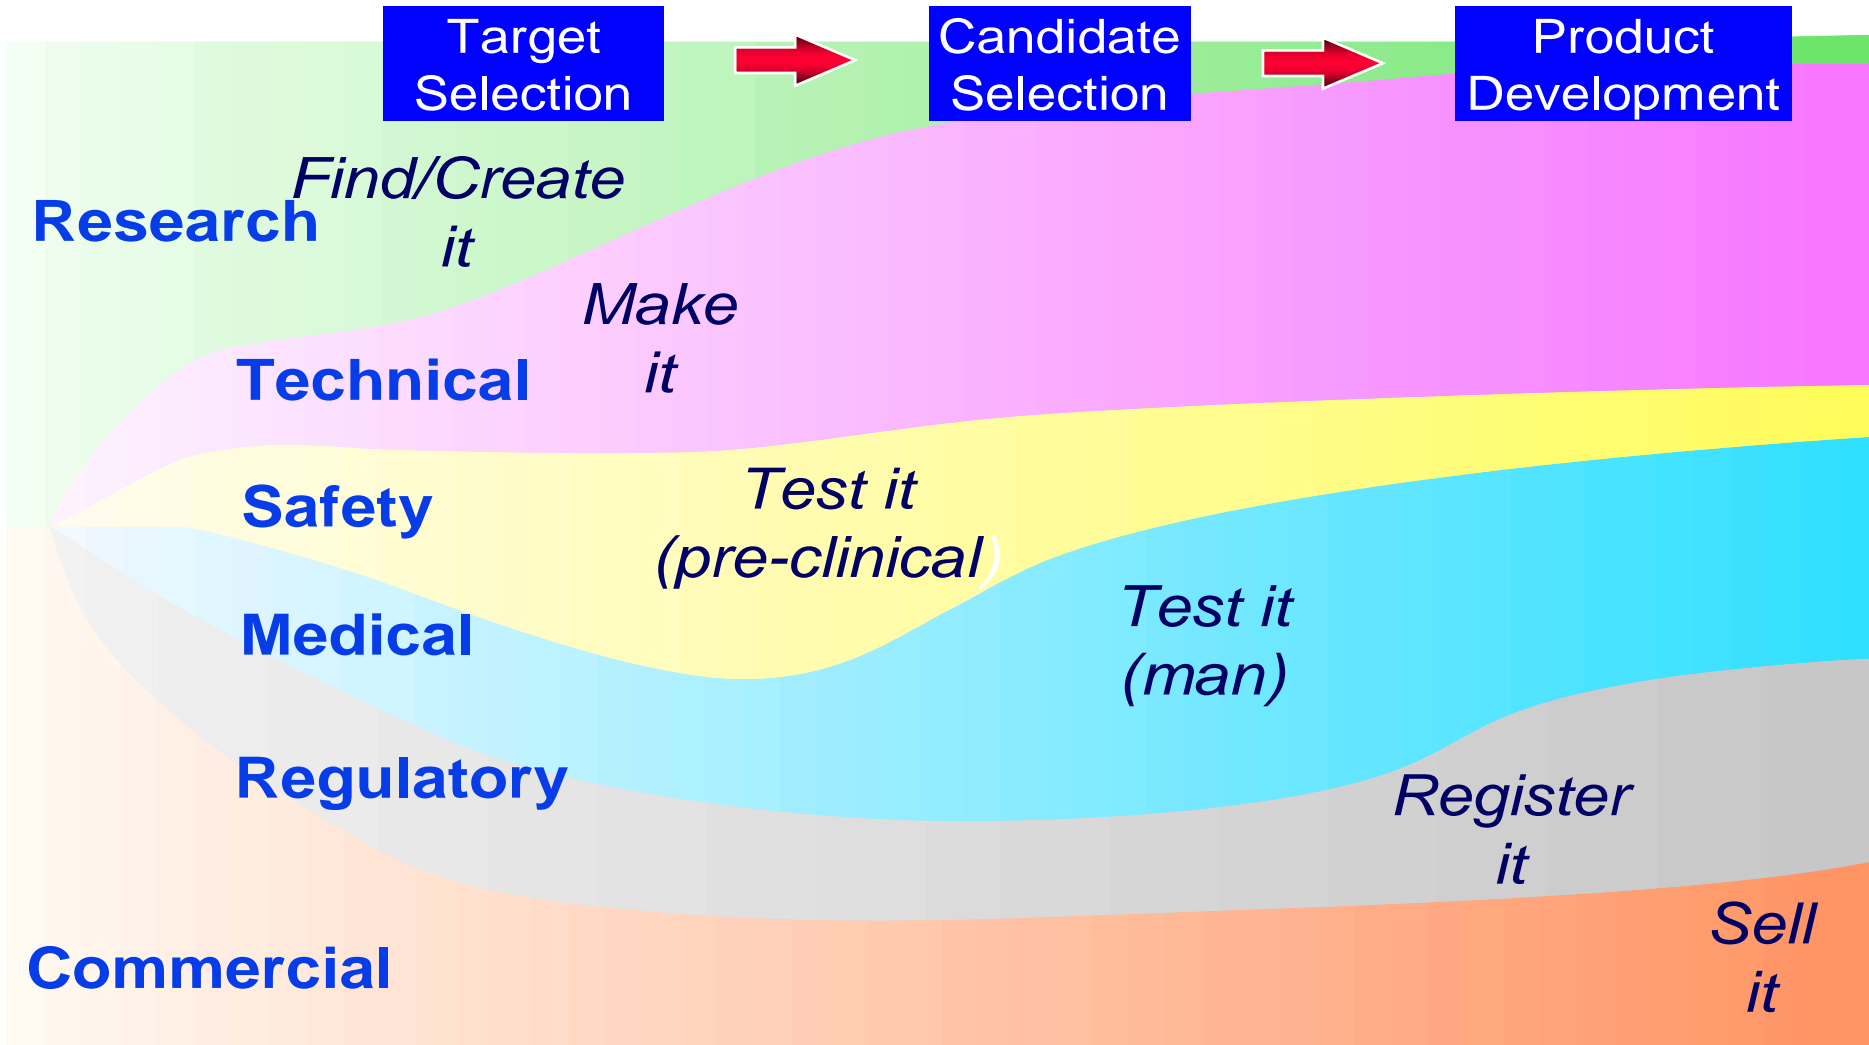 Target
Selection
Candidate
Selection
Product
Development
Find/Create
it
Research
Make
it
Technical
Test it
(pre-clinical)
Safety
Test it
(man)
Medical
Regulatory
Register
it
Sell
it
Commercial